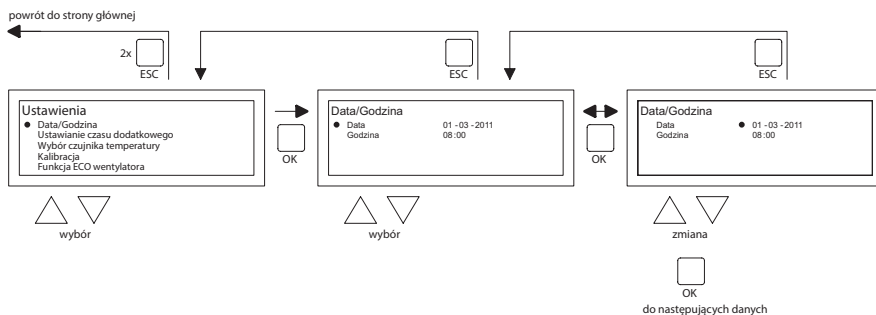 powrót do strony głównej
2x
ESC
ESC
ESC
Ustawienia
● Data/Godzina
Ustawianie czasu dodatkowego
Wybór czujnika temperatury
Kalibracja
Funkcja ECO wentylatora
OK
Data/Godzina
● Data 01 - 03 - 2011
Godzina 08:00
OK
Data/Godzina
Data ● 01 - 03 - 2011
Godzina 08:00
wybór
wybór
zmiana
OK
do następujących danych